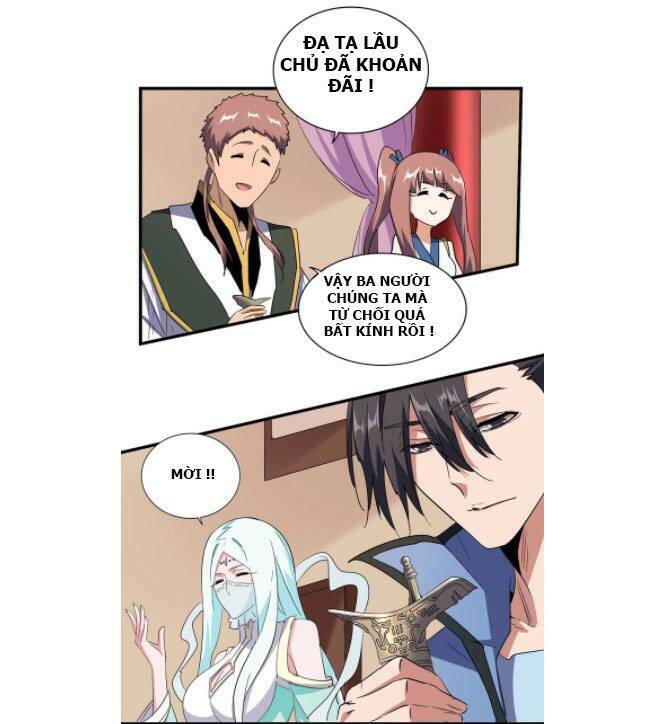 ĐẠ TẠ LẦU
CHỦ ĐÃ KHOẢN
ĐÃI !
VẬY BA NGƯỜI
CHÚNG TA MÀ
TỪ CHỐI QUÁ
BẤT KÍNH RỒI !
MỜI !!